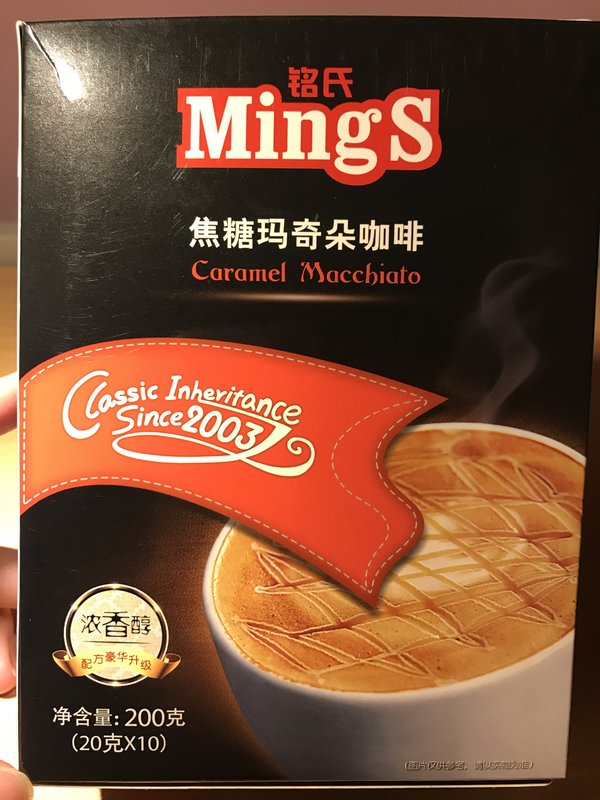 铭氏
MingS
焦糖玛奇朵咖啡
Caramel Macchiato
Classic Inheritance
Since 2003
浓香醇
配方豪华升级
净含量: 200克
(20克X10)
(图片仅供参考，请以实物为准)